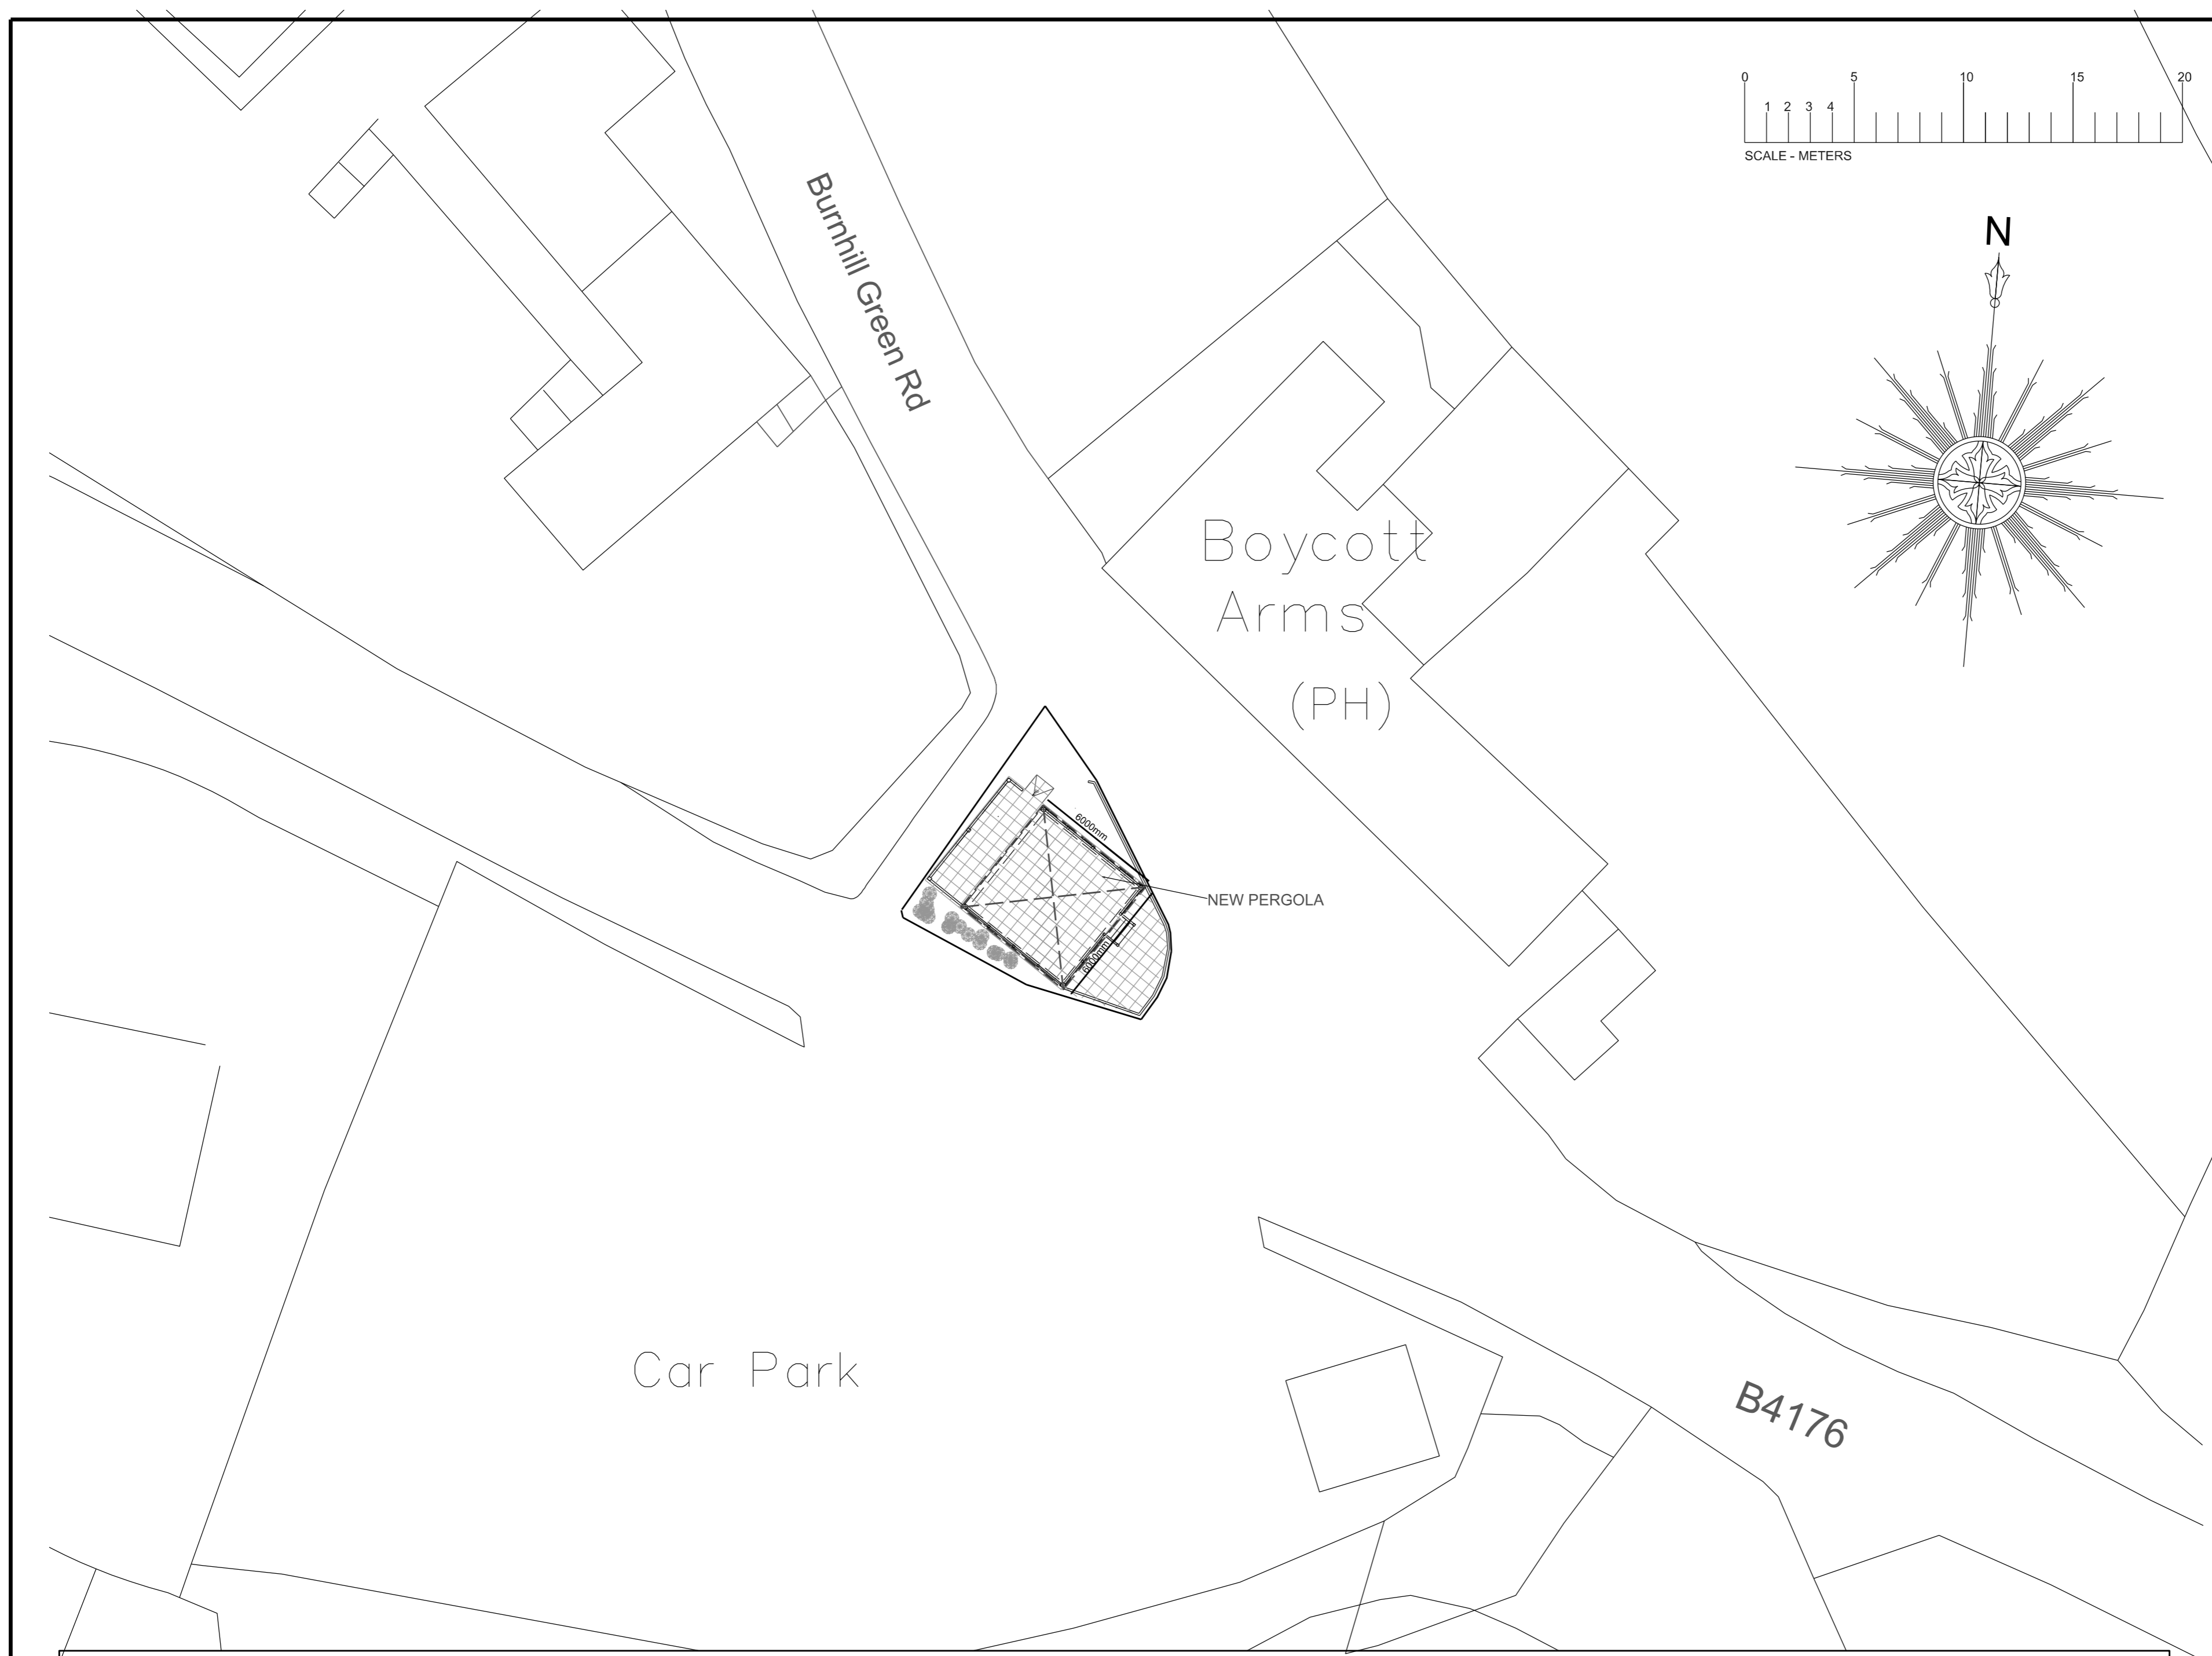 0 5 10 15 20
1 2 3 4
SCALE - METERS
N
Burnhill Green Rd
Boycott
Arms
(PH)
6000mm
NEW PERGOLA
6000mm
Car Park
B4176